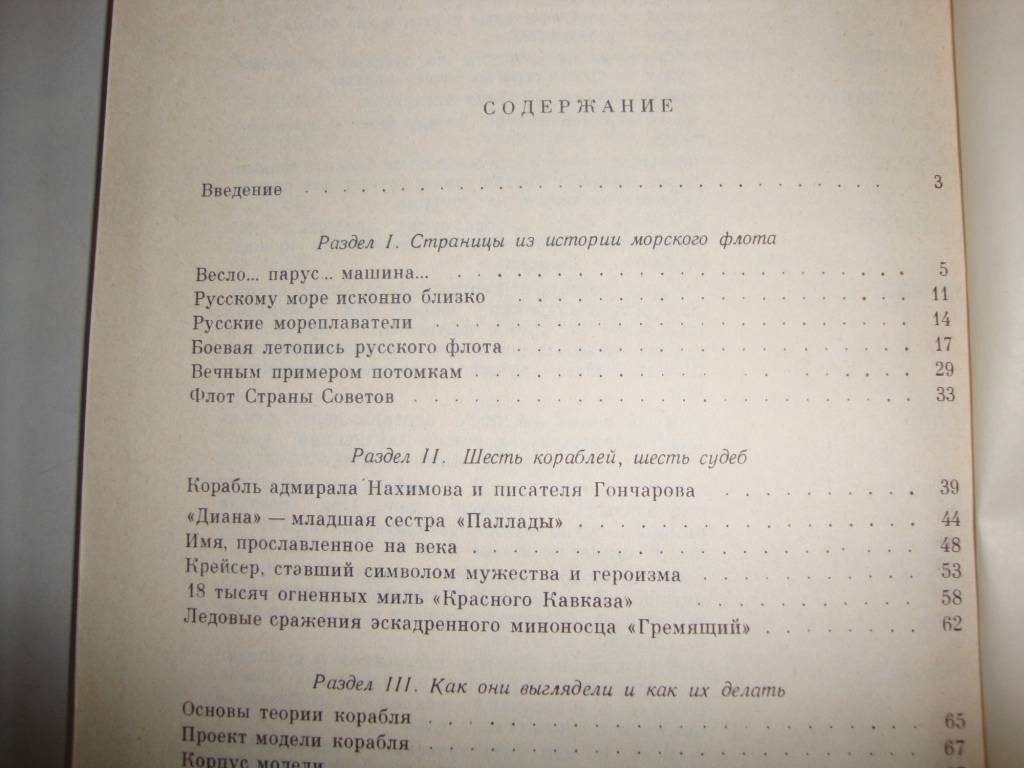 СОДЕРЖАНИЕ
Введение . . . . . . . . . . . . . . . . . . . . . . . . . 3
Раздел I. Страницы из истории морского флота
Весло... парус... машина... . . . . . . . . . . . . . . . . . . 5
Русскому море исконно близко . . . . . . . . . . . . . . . 11
Русские мореплаватели . . . . . . . . . . . . . . . . . . 14
Боевая летопись русского флота . . . . . . . . . . . . . . . 17
Вечным примером потомкам . . . . . . . . . . . . . . . . 29
Флот Страны Советов . . . . . . . . . . . . . . . . . . . 33
Раздел II. Шесть кораблей, шесть судеб
Корабль адмирала Нахимова и писателя Гончарова . . . . . . . . 39
«Диана» — младшая сестра «Паллады» . . . . . . . . . . . . . 44
Имя, прославленное на века . . . . . . . . . . . . . . . . 48
Крейсер, ставший символом мужества и героизма . . . . . . . . . 53
18 тысяч огненных миль «Красного Кавказа» . . . . . . . . . . 58
Ледовые сражения эскадренного миноносца «Гремящий» . . . . . . 62
Раздел III. Как они выглядели и как их делать
Основы теории корабля . . . . . . . . . . . . . . . . . . 65
Проект модели корабля . . . . . . . . . . . . . . . . . . 67
Корпус модели